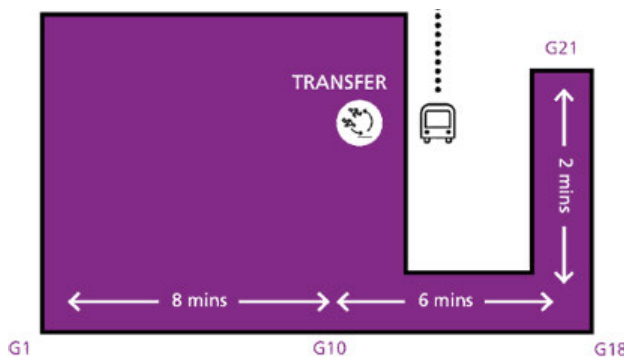 G21
TRANSFER
2 mins
8 mins
6 mins
G1
G10
G18